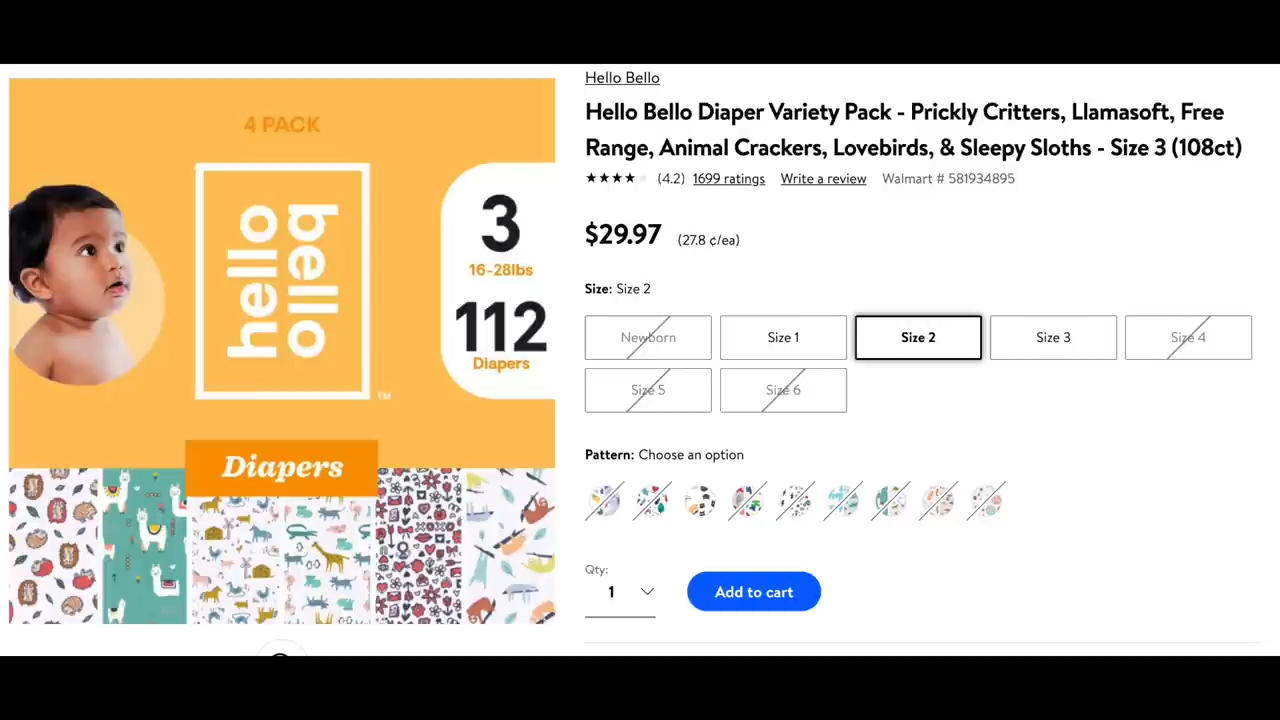 4 PACK
hello
bello
TM
3
16-28lbs
112
Diapers
Diapers
Hello Bello
Hello Bello Diaper Variety Pack - Prickly Critters, Llamasoft, Free
Range, Animal Crackers, Lovebirds, & Sleepy Sloths - Size 3 (108ct)
(4.2) 1699 ratings Write a review Walmart # 581934895
$29.97 (27.8 ¢/ea)
Size: Size 2
Newborn Size 1 Size 2 Size 3 Size 4
Size 5 Size 6
Pattern: Choose an option
Qty:
1 Add to cart